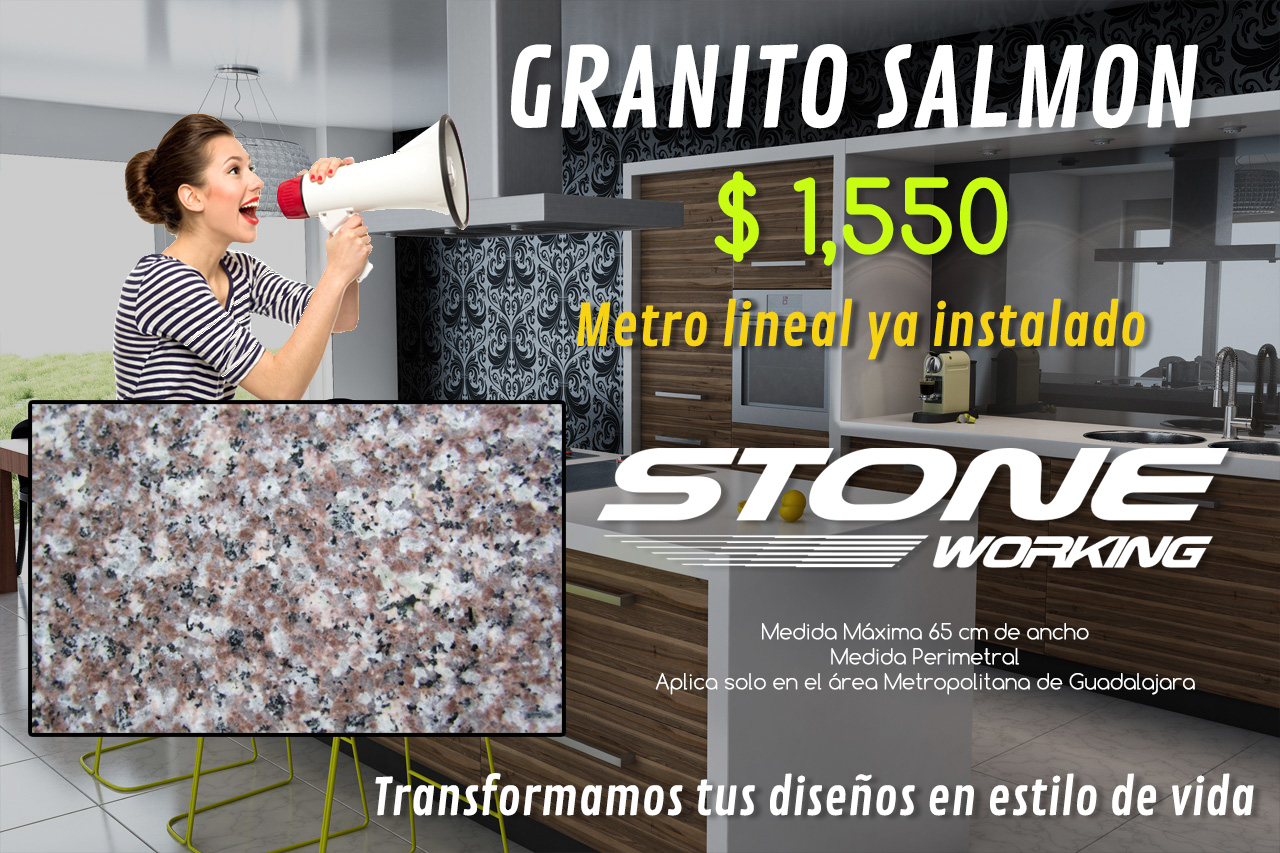 GRANITO SALMON
$ 1,550
Metro lineal ya instalado
STONE
WORKING
Medida Máxima 65 cm de ancho
Medida Perimetral
Aplica solo en el área Metropolitana de Guadalajara
Transformamos tus diseños en estilo de vida